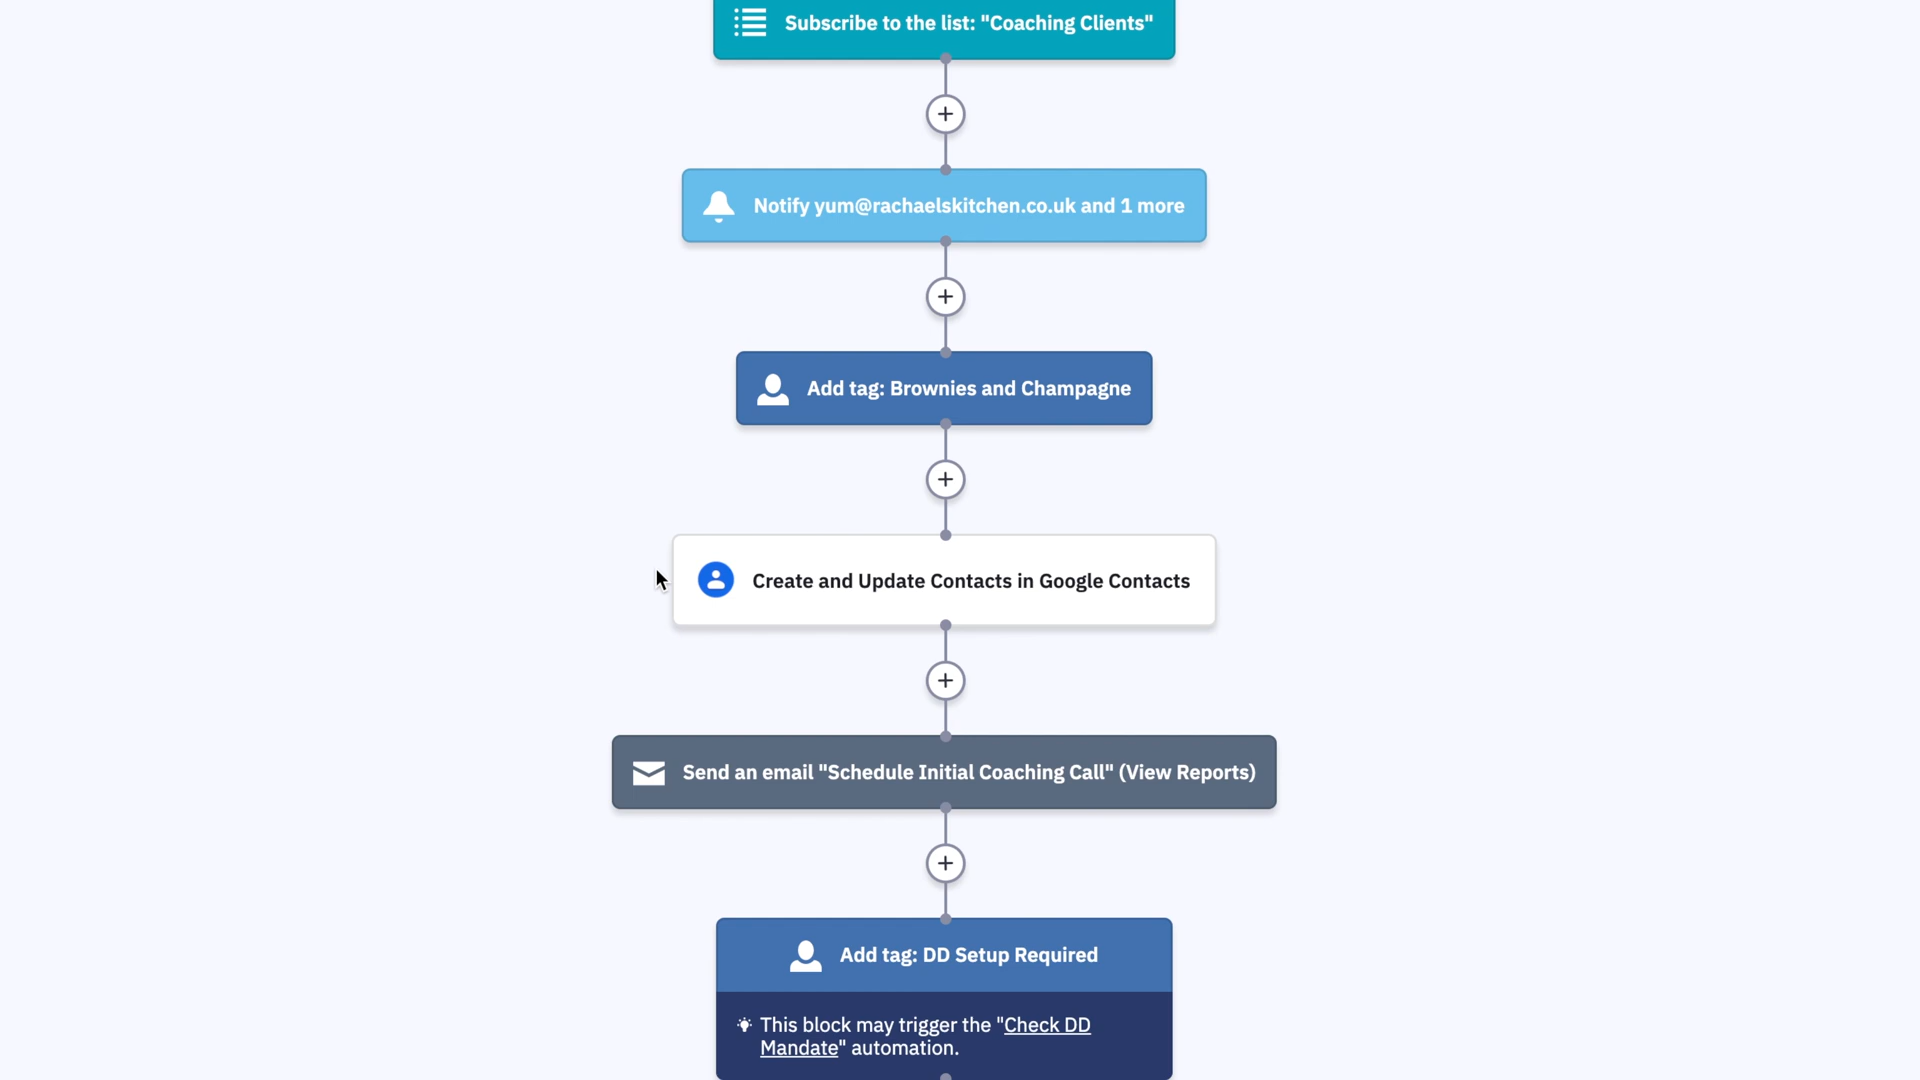 Subscribe to the list: "Coaching Clients"
Notify yum@rachaelskitchen.co.uk and 1 more
Add tag: Brownies and Champagne
Create and Update Contacts in Google Contacts
Send an email "Schedule Initial Coaching Call" (View Reports)
Add tag: DD Setup Required
This block may trigger the "Check DD
Mandate" automation.